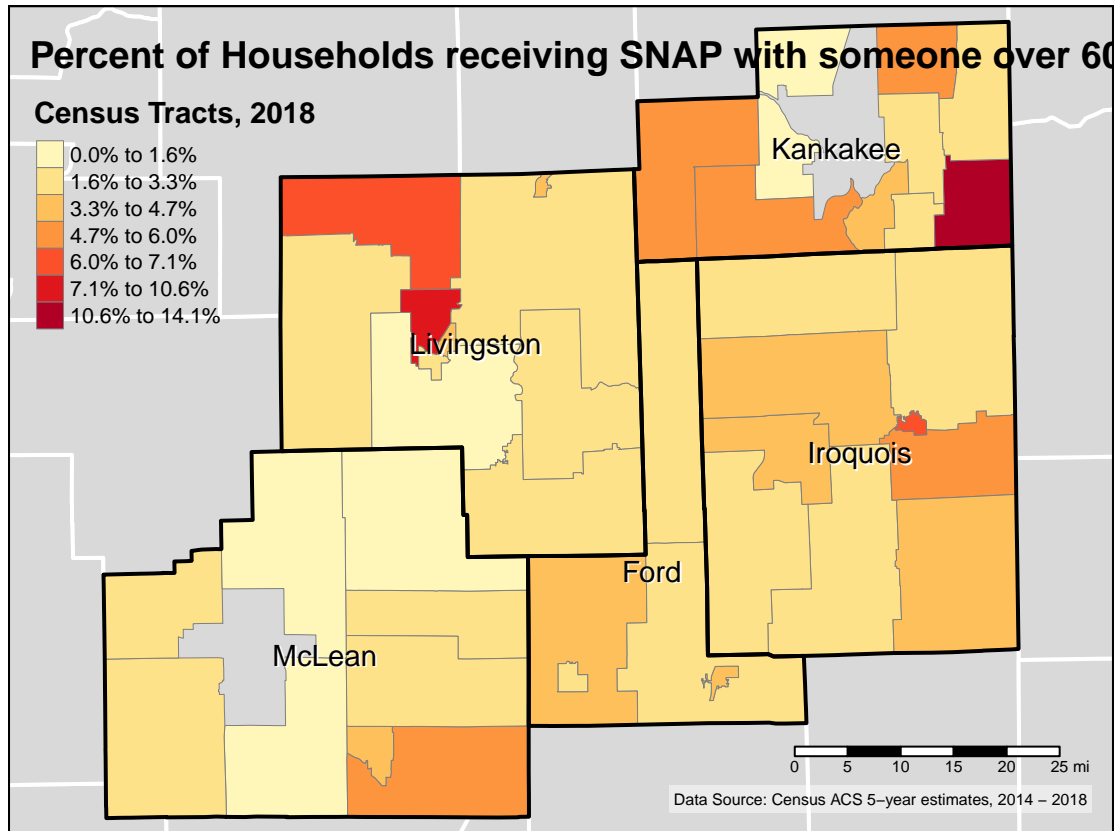 Percent of Households receiving SNAP with someone over 60
Census Tracts, 2018
0.0% to 1.6%
1.6% to 3.3%
3.3% to 4.7%
4.7% to 6.0%
6.0% to 7.1%
7.1% to 10.6%
10.6% to 14.1%
Kankakee
Livingston
Iroquois
Ford
McLean
0 5 10 15 20 25 mi
Data Source: Census ACS 5−year estimates, 2014 − 2018